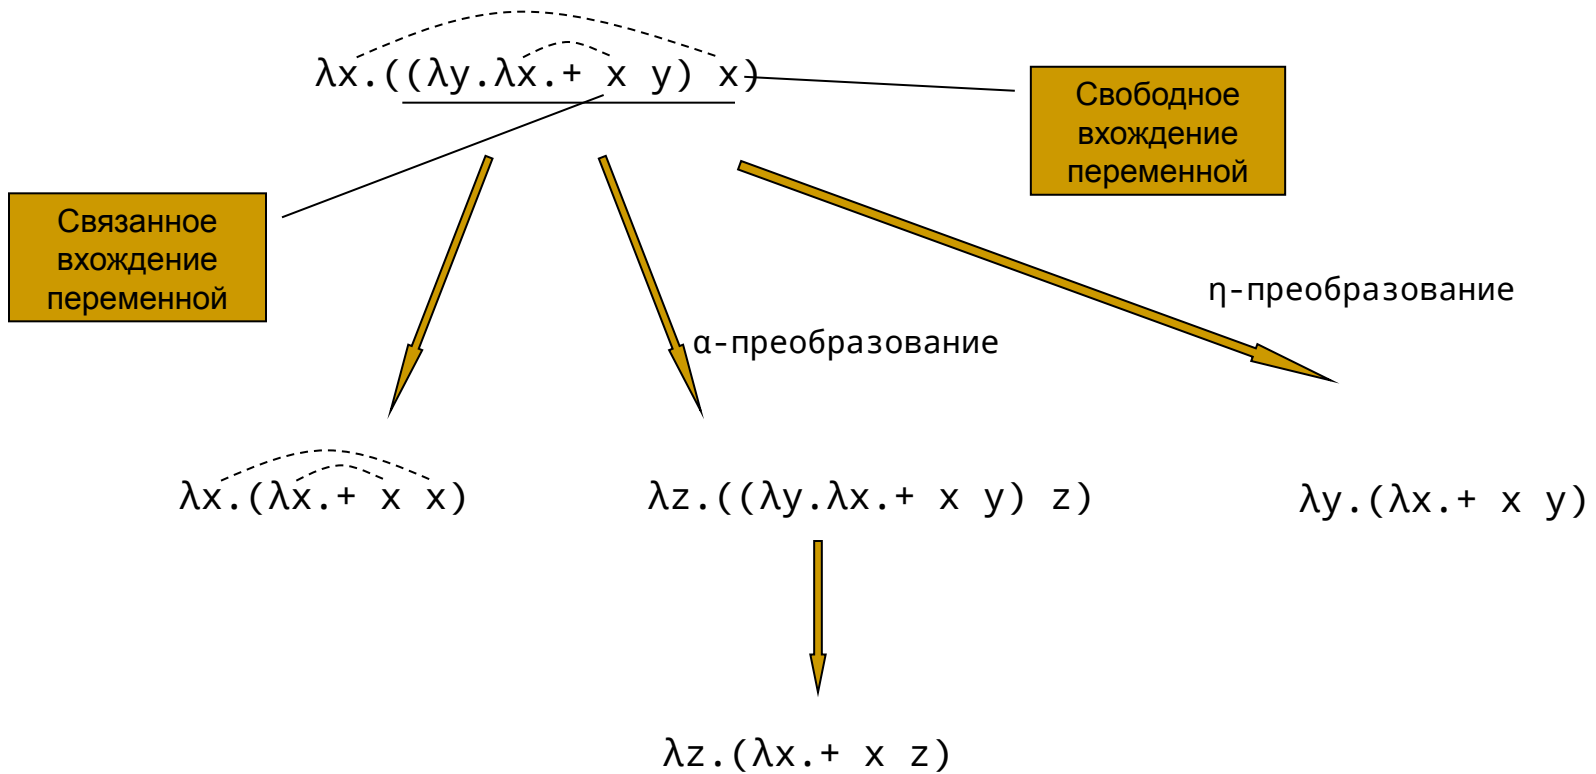 λx.((λy.λx.+ x y) x)
Свободное
вхождение
переменной
Связанное
вхождение
переменной
η-преобразование
α-преобразование
λx.(λx.+ x x)
λz.((λy.λx.+ x y) z)
λy.(λx.+ x y)
λz.(λx.+ x z)